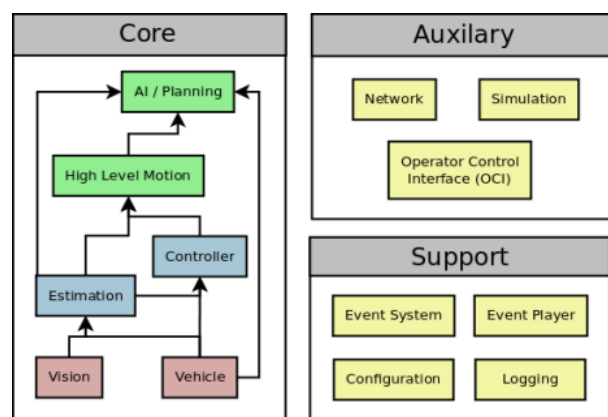 Core
AI / Planning
High Level Motion
Controller
Estimation
Vision
Vehicle
Auxilary
Network
Simulation
Operator Control
Interface (OCI)
Support
Event System
Event Player
Configuration
Logging